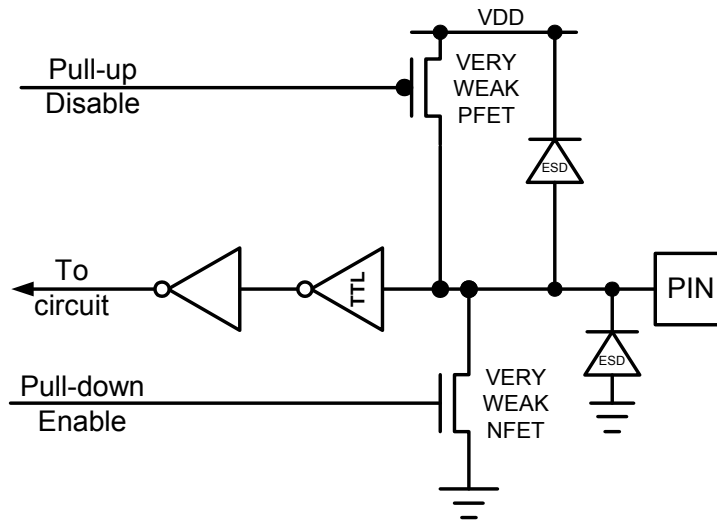 VDD
Pull-up
Disable
VERY
WEAK
PFET
ESD
To
circuit
TTL
PIN
ESD
Pull-down
Enable
VERY
WEAK
NFET